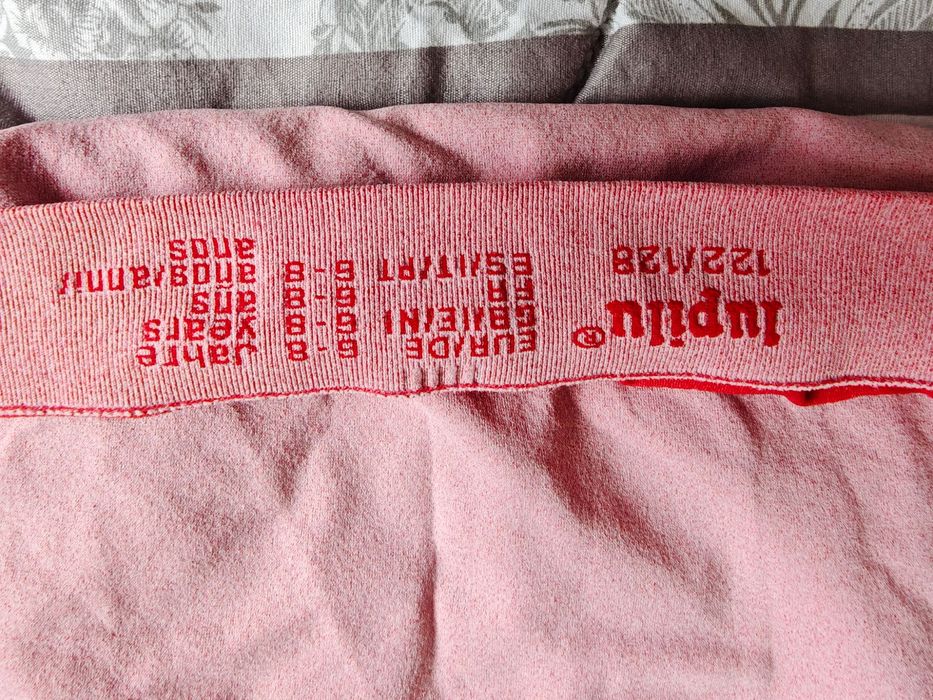 lupilu®
122/128
EUR/DE 6-8 Jahre
GB/IE/NI 6-8 years
FR 6-8 ans
ES/IT/PT 6-8 años/anni/
anos